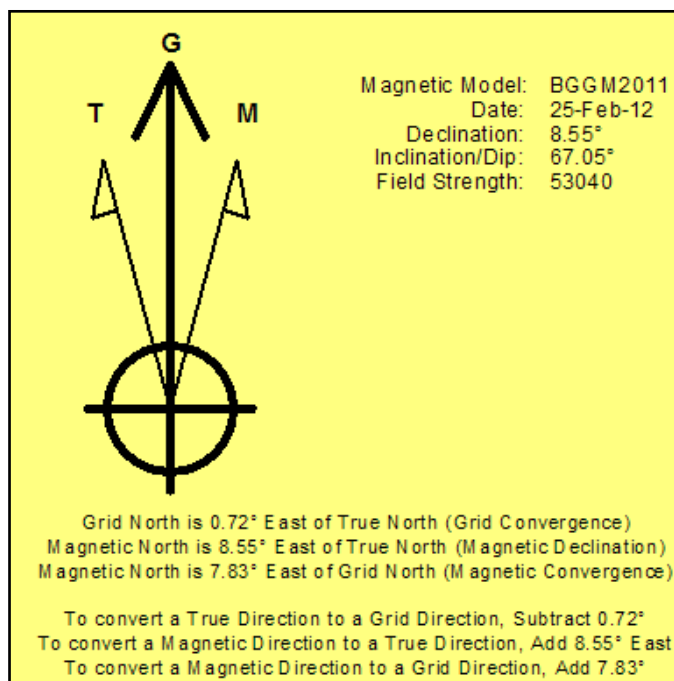 G
T M
Magnetic Model: BGGM2011
Date: 25-Feb-12
Declination: 8.55°
Inclination/Dip: 67.05°
Field Strength: 53040
Grid North is 0.72° East of True North (Grid Convergence)
Magnetic North is 8.55° East of True North (Magnetic Declination)
Magnetic North is 7.83° East of Grid North (Magnetic Convergence)
To convert a True Direction to a Grid Direction, Subtract 0.72°
To convert a Magnetic Direction to a True Direction, Add 8.55° East
To convert a Magnetic Direction to a Grid Direction, Add 7.83°